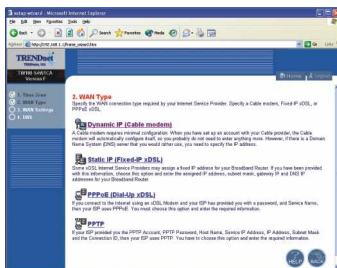 setup-wizard - Microsoft Internet Explorer
File Edit View Favorites Tools Help
Back Search Favorites Media
Address
Go Links
TRENDnet
TRENDware, USA
Version F
Home Logout
1. Time Zone
2. WAN Type
3. WAN Settings
4. DNS
2. WAN Type
Specify the WAN connection type required by your Internet Service Provider. Specify a Cable modem, Fixed-IP xDSL, or PPPoE xDSL.
Dynamic IP (Cable modem)
A Cable modem requires minimal configuration. When you have set up an account with your Cable provider, the Cable
modem will automatically configure itself, so you probably do not need to enter anything more. However, if there is a Domain
Name System (DNS) server that you would rather use, you need to specify the IP address.
Static IP (Fixed-IP xDSL)
Some xDSL Internet Service Providers may assign a fixed IP address for your Broadband Router. If you have been provided
with this information, choose this option and enter the assigned IP address, subnet mask, gateway IP and DNS IP
addresses for your Broadband Router.
PPPoE (Dial-Up xDSL)
If you connect to the Internet using an xDSL Modem and your ISP has provided you with a password, and Service Name,
then your ISP uses PPPoE. You must choose this option and enter the required information.
PPTP
If your ISP provided you the PPTP Account, PPTP Password, Host Name, Service IP Address, IP Address, Subnet Mask
and the Connection ID, then your ISP uses PPTP. You have to choose this option and enter the required information.
HELP BACK